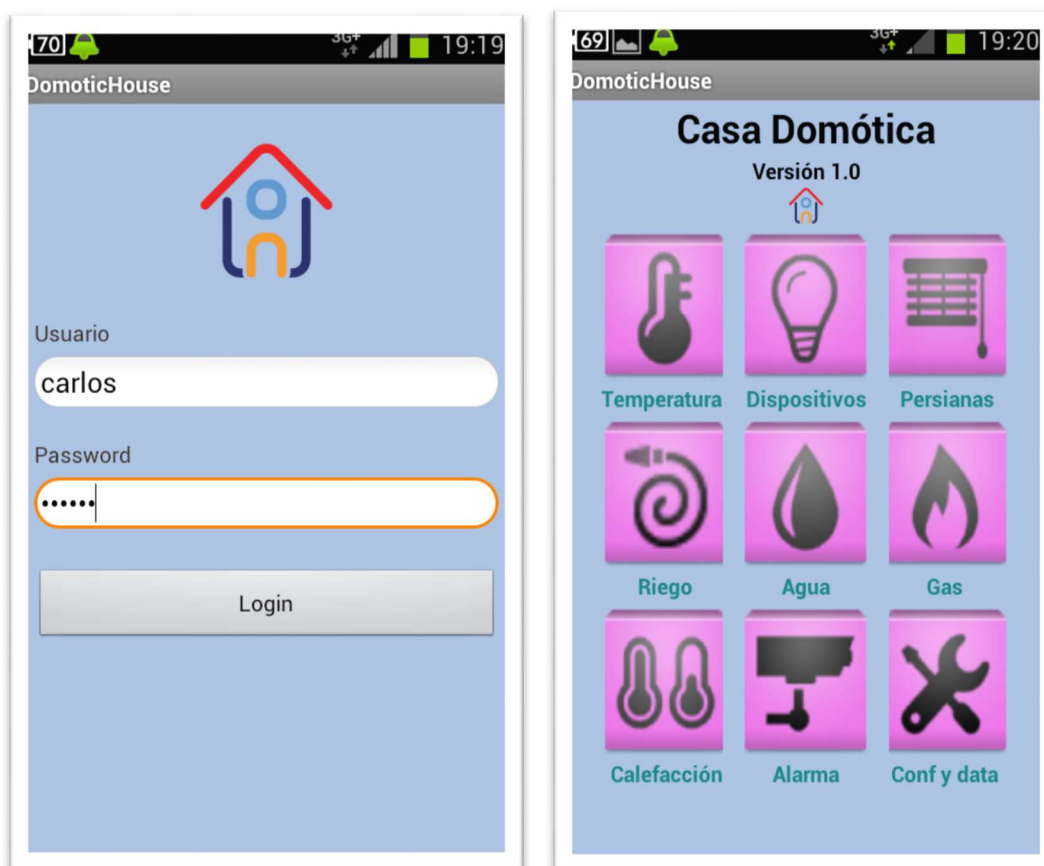 70 3G+ 19:19
DomoticHouse
Usuario
carlos
Password
••••••
Login
69 3G+ 19:20
DomoticHouse
Casa Domótica
Versión 1.0
Temperatura Dispositivos Persianas
Riego Agua Gas
Calefacción Alarma Conf y data